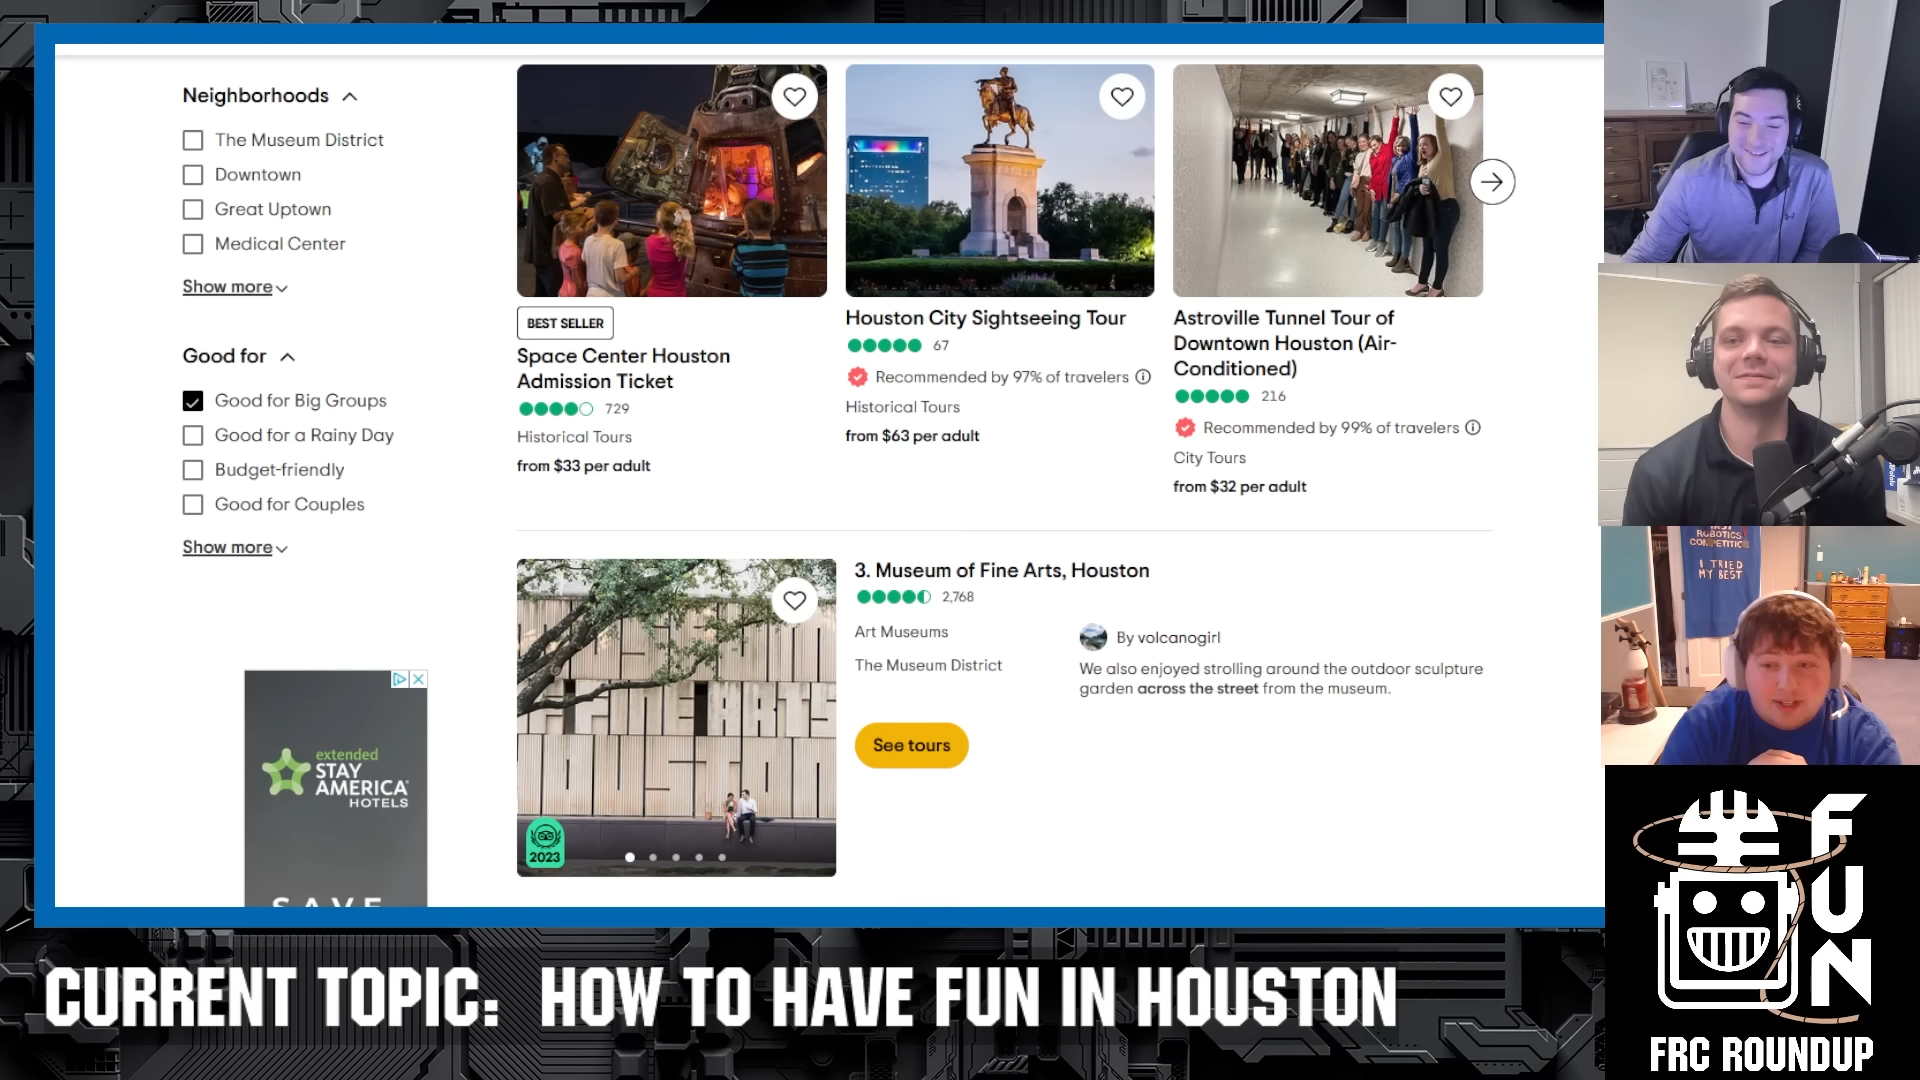 Neighborhoods
The Museum District
Downtown
Great Uptown
Medical Center
Show more
Good for
Good for Big Groups
Good for a Rainy Day
Budget-friendly
Good for Couples
Show more
extended
STAY
AMERICA
HOTELS
SAVE
BEST SELLER
Space Center Houston
Admission Ticket
729
Historical Tours
from $33 per adult
Houston City Sightseeing Tour
67
Recommended by 97% of travelers
Historical Tours
from $63 per adult
Astroville Tunnel Tour of
Downtown Houston (Air-
Conditioned)
216
Recommended by 99% of travelers
City Tours
from $32 per adult
2023
3. Museum of Fine Arts, Houston
2,768
Art Museums
The Museum District
See tours
By volcanogirl
We also enjoyed strolling around the outdoor sculpture
garden across the street from the museum.
ROBOTICS
COMPETITION
I TRIED
MY BEST
FUN
FRC ROUNDUP
CURRENT TOPIC: HOW TO HAVE FUN IN HOUSTON